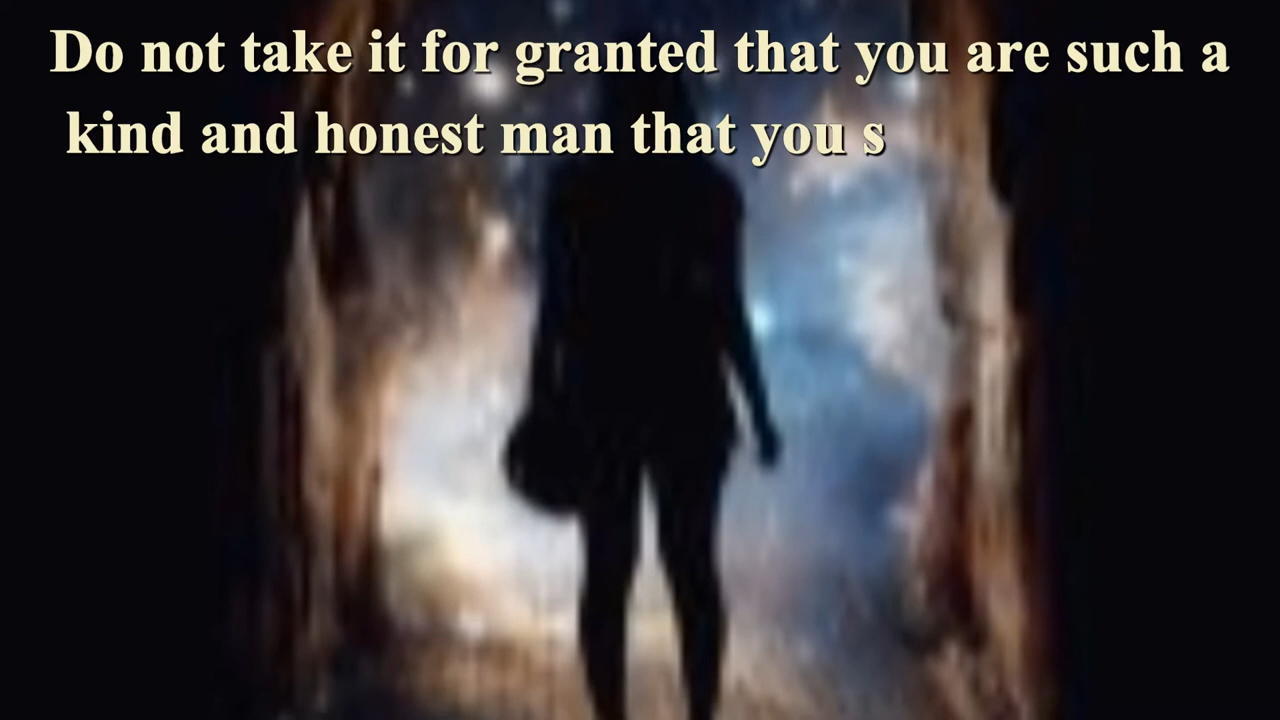 Do not take it for granted that you are such a
kind and honest man that you s